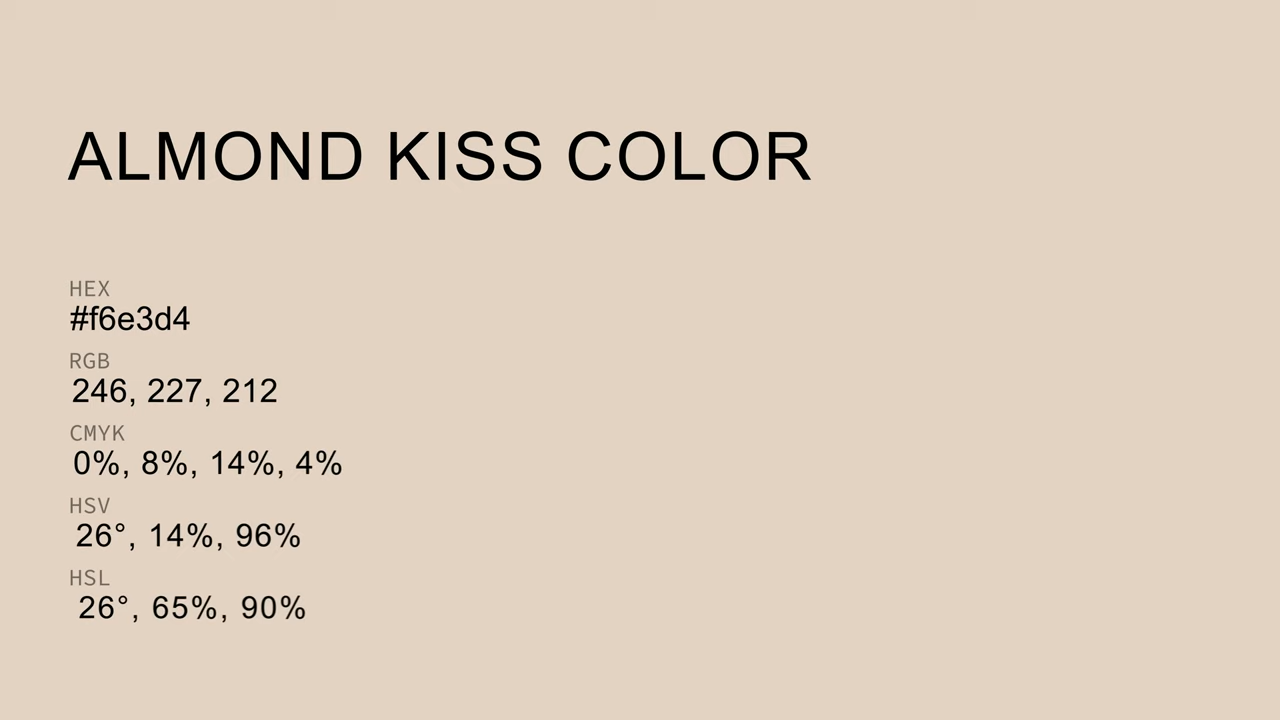 ALMOND KISS COLOR
HEX
#f6e3d4
RGB
246, 227, 212
CMYK
0%, 8%, 14%, 4%
HSV
26°, 14%, 96%
HSL
26°, 65%, 90%